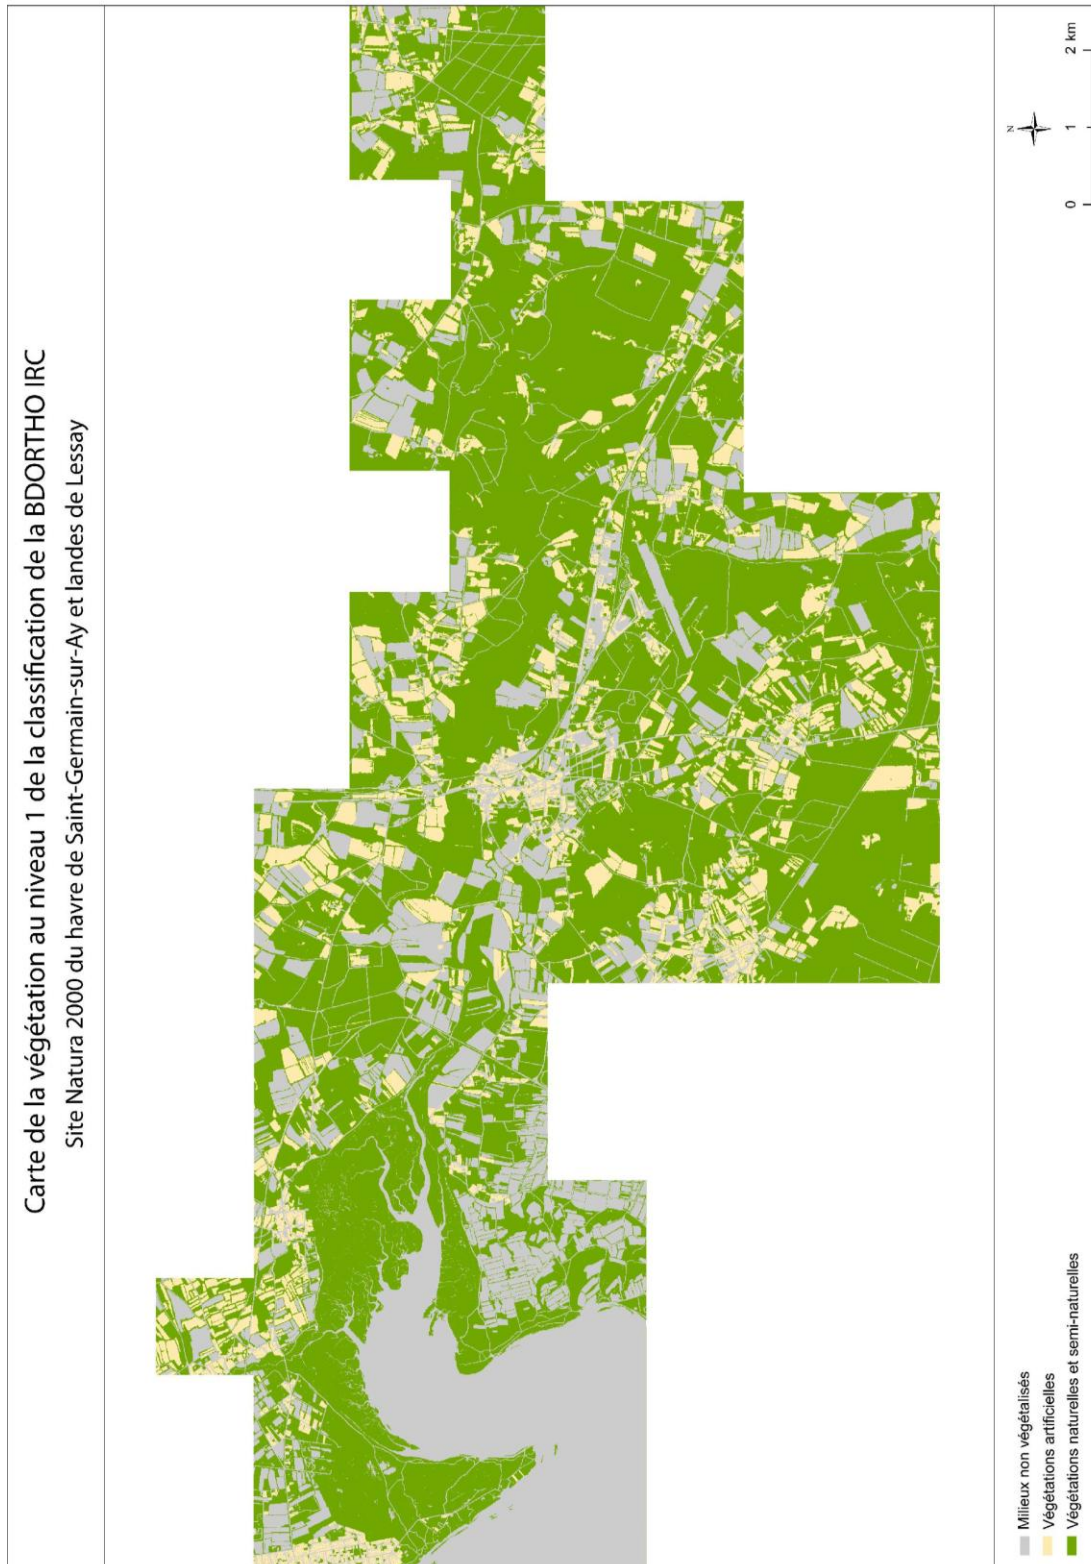 Carte de la végétation au niveau 1 de la classification de la BDORTHO IRC
Site Natura 2000 du havre de Saint-Germain-sur-Ay et landes de Lessay
Milieux non végétalisés
Végétations artificielles
Végétations naturelles et semi-naturelles
N
0 1 2 km